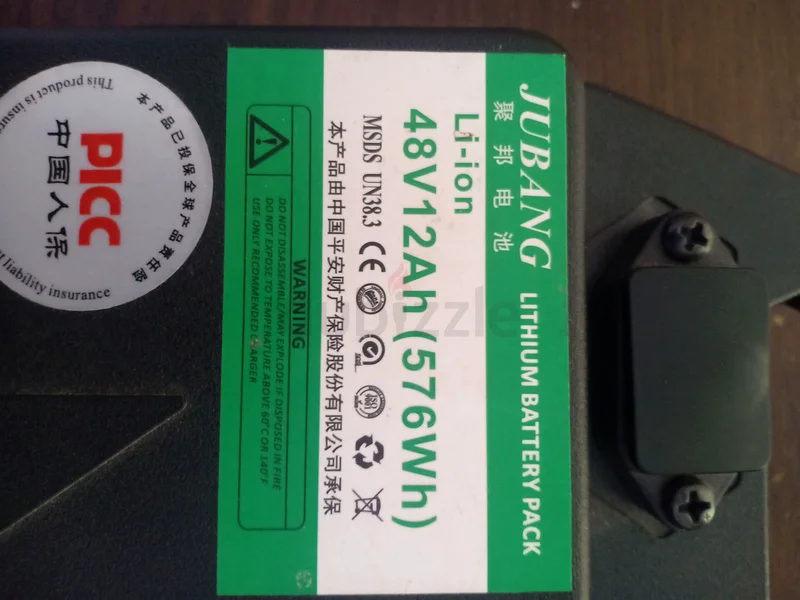 JUBANG LITHIUM BATTERY PACK
聚邦电池
Li-ion
48V12Ah(576Wh)
MSDS UN38.3 CE
本产品由中国平安财产保险股份有限公司承保
WARNING
DO NOT DISASSEMBLE/MAY EXPLODE IF DISPOSED IN FIRE
DO NOT EXPOSE TO TEMPERATURE ABOVE 60°C OR 140°F
USE ONLY RECOMMENDED CHARGER
本产品已投保全球产品责任险
PICC
中国人保
This product is insur
liability insurance
bizzle